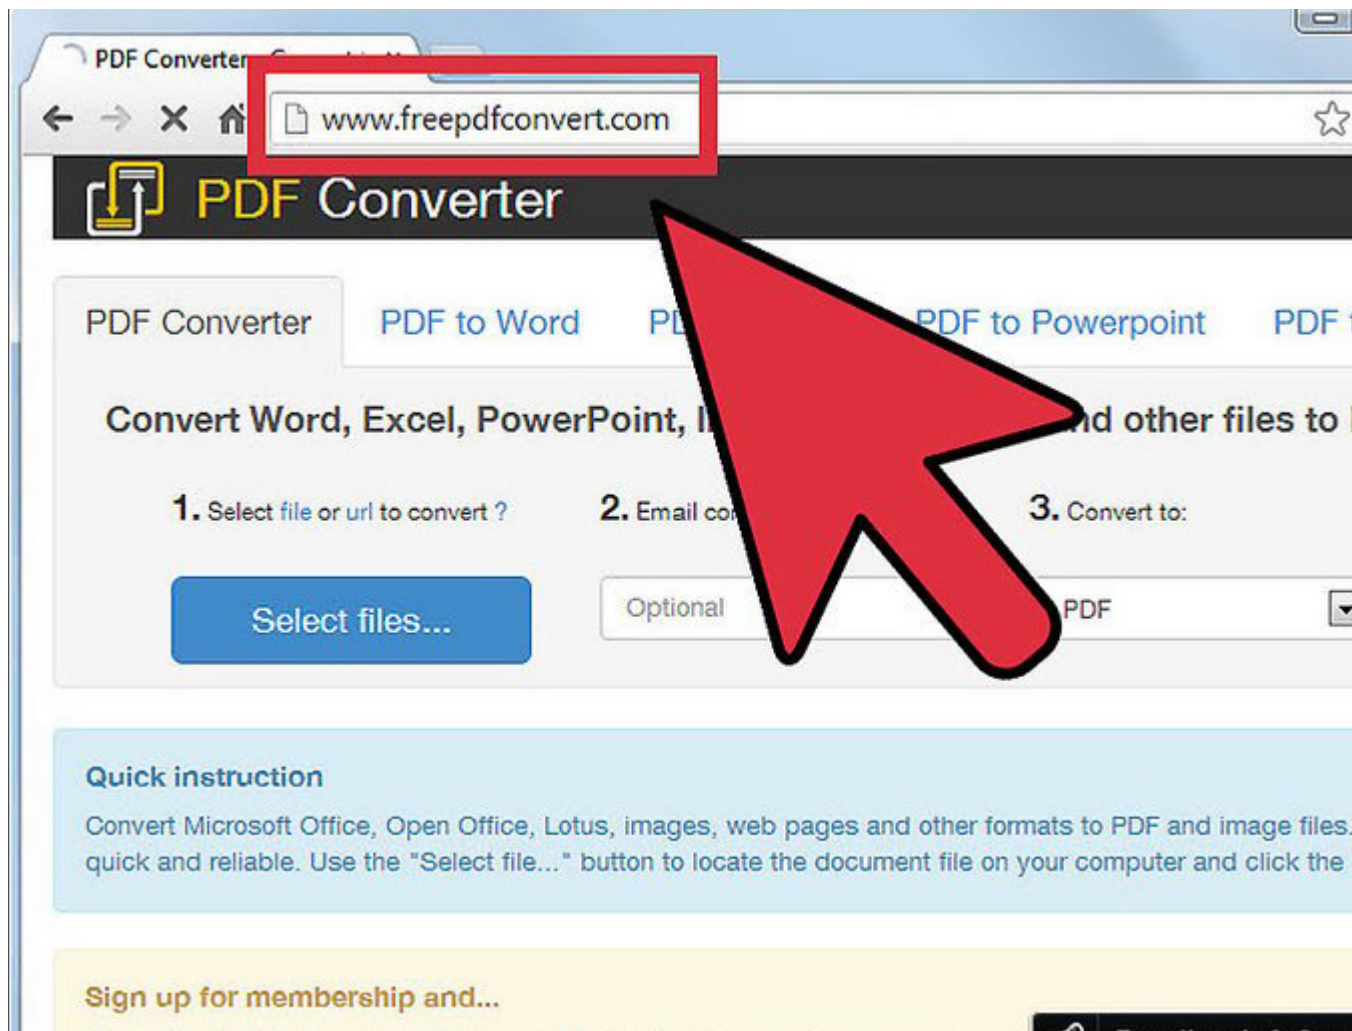 PDF Converter
www.freepdfconvert.com
PDF Converter
PDF Converter PDF to Word PDF to Powerpoint PDF
Convert Word, Excel, PowerPoint, and other files to
1. Select file or url to convert ? 2. Email 3. Convert to:
Select files... Optional PDF
Quick instruction
Convert Microsoft Office, Open Office, Lotus, images, web pages and other formats to PDF and image files.
quick and reliable. Use the "Select file..." button to locate the document file on your computer and click the
Sign up for membership and...